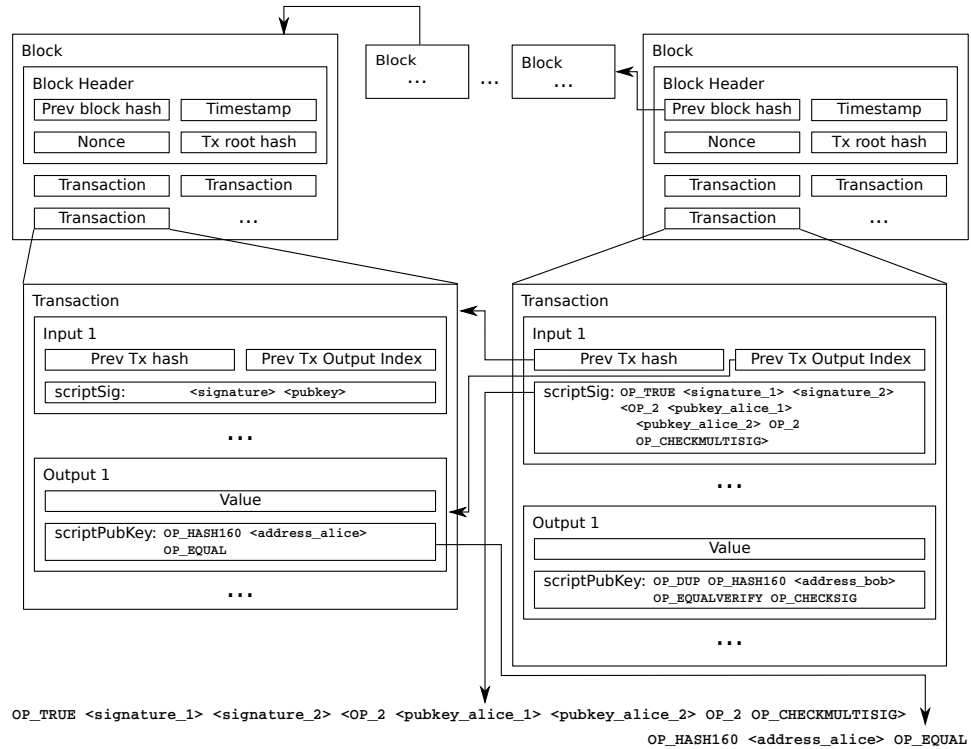 Block
Block Header
Prev block hash
Timestamp
Nonce
Tx root hash
Transaction
Transaction
Transaction
...
Block
...
...
Block
...
Block
Block Header
Prev block hash
Timestamp
Nonce
Tx root hash
Transaction
Transaction
Transaction
...
Transaction
Input 1
Prev Tx hash
Prev Tx Output Index
scriptSig: <signature> <pubkey>
...
Output 1
Value
scriptPubKey: OP_HASH160 <address_alice>
OP_EQUAL
...
Transaction
Input 1
Prev Tx hash
Prev Tx Output Index
scriptSig: OP_TRUE <signature_1> <signature_2>
<OP_2 <pubkey_alice_1>
<pubkey_alice_2> OP_2
OP_CHECKMULTISIG>
...
Output 1
Value
scriptPubKey: OP_DUP OP_HASH160 <address_bob>
OP_EQUALVERIFY OP_CHECKSIG
...
OP_TRUE <signature_1> <signature_2> <OP_2 <pubkey_alice_1> <pubkey_alice_2> OP_2 OP_CHECKMULTISIG>
OP_HASH160 <address_alice> OP_EQUAL